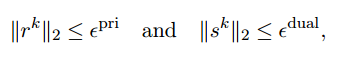 ‖r^k‖_2 ≤ ϵ^pri and ‖s^k‖_2 ≤ ϵ^dual,